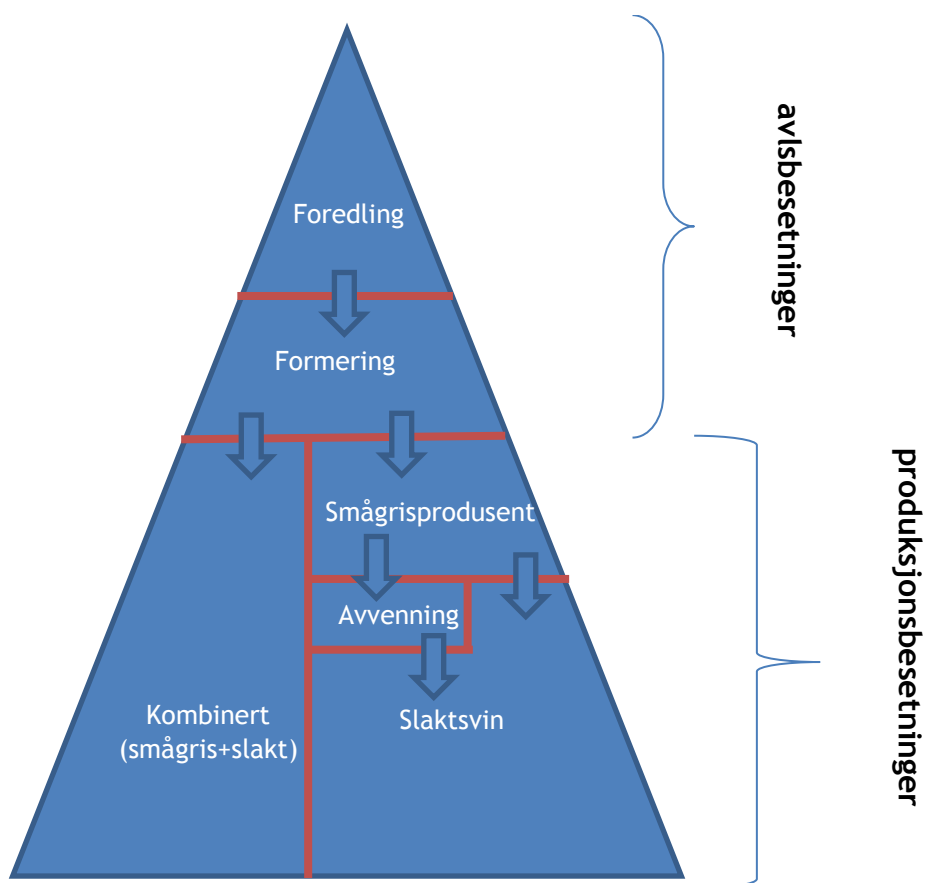 avlsbesetninger
Foredling
Formering
Smågrisprodusent
produksjonsbesetninger
Avvenning
Kombinert
(smågris+slakt)
Slaktsvin